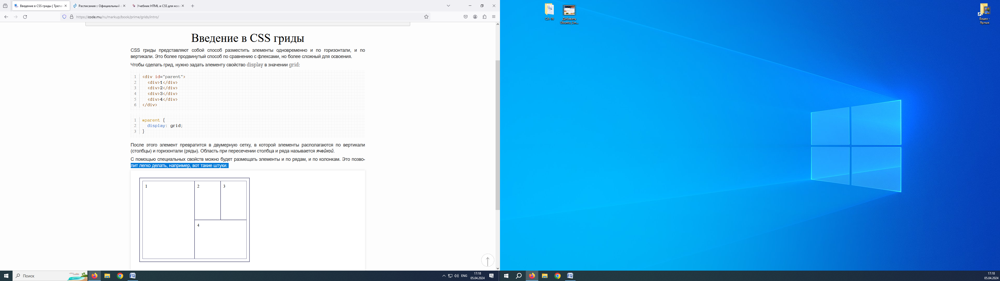 Введение в CSS гриды | Трепач
Расписания :: Официальный с
Учебник HTML и CSS для нови
https://code.mu/ru/markup/book/prime/grids/intro/
Введение в CSS гриды
CSS гриды представляют собой способ разместить элементы одновременно и по горизонтали, и по
вертикали. Это более продвинутый способ по сравнению с флексами, но более сложный для освоения.
Чтобы сделать грид, нужно задать элементу свойство display в значении grid:
1 <div id="parent">
2 <div>1</div>
3 <div>2</div>
4 <div>3</div>
5 <div>4</div>
6 </div>
1 #parent {
2 display: grid;
3 }
После этого элемент превратится в двумерную сетку, в которой элементы располагаются по вертикали
(столбцы) и горизонтали (ряды). Область при пересечении столбца и ряда называется ячейкой.
С помощью специальных свойств можно будет размещать элементы и по рядам, и по колонкам. Это позво-
лит легко делать, например, вот такие штуки:
1 2 3
4
Поиск
ENG
17:18
05.04.2024
СА-16
Добавить
Ubuntu_Lin...
Видео -
Ярлык
17:18
05.04.2024